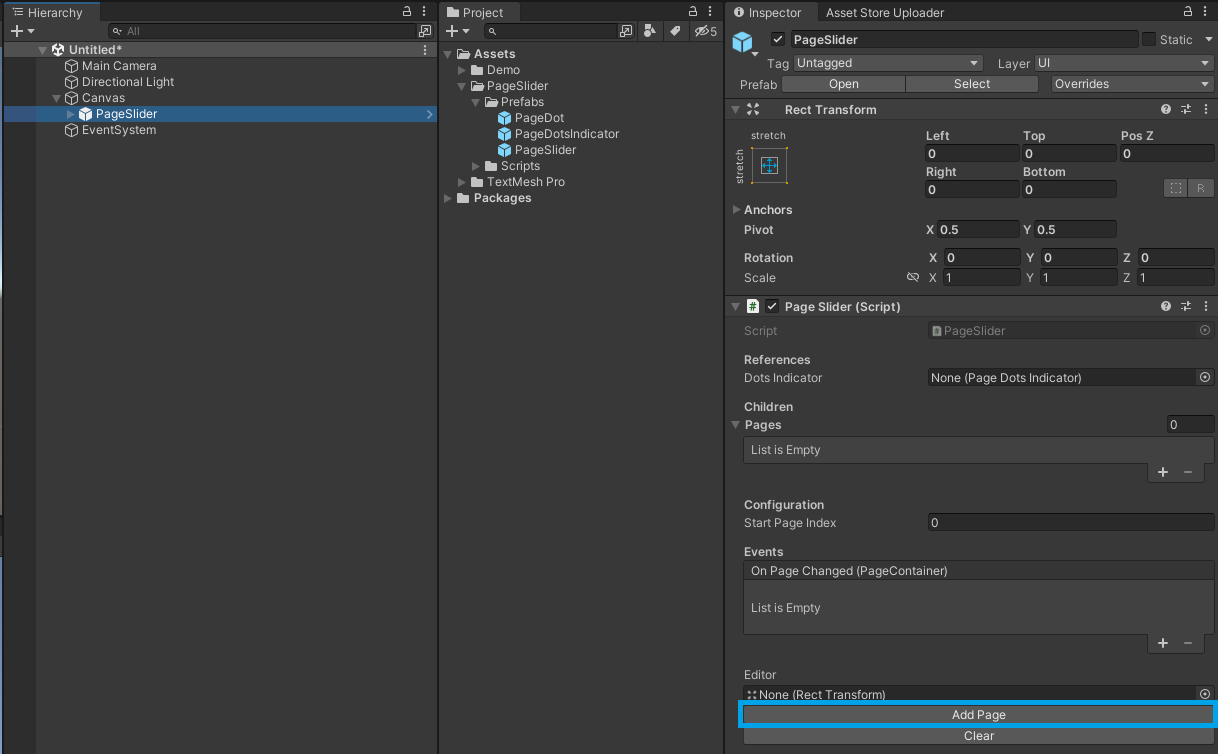 Hierarchy
All
Untitled*
Main Camera
Directional Light
Canvas
PageSlider
EventSystem
Project
5
Assets
Demo
PageSlider
Prefabs
PageDot
PageDotsIndicator
PageSlider
Scripts
TextMesh Pro
Packages
Inspector
Asset Store Uploader
PageSlider
Static
Tag Untagged Layer UI
Prefab Open Select Overrides
Rect Transform
stretch
stretch
Left Top Pos Z
0 0 0
Right Bottom
0 0
R
Anchors
Pivot X 0.5 Y 0.5
Rotation X 0 Y 0 Z 0
Scale X 1 Y 1 Z 1
# Page Slider (Script)
Script # PageSlider
References
Dots Indicator None (Page Dots Indicator)
Children
Pages 0
List is Empty
+ −
Configuration
Start Page Index 0
Events
On Page Changed (PageContainer)
List is Empty
+ −
Editor
None (Rect Transform)
Add Page
Clear